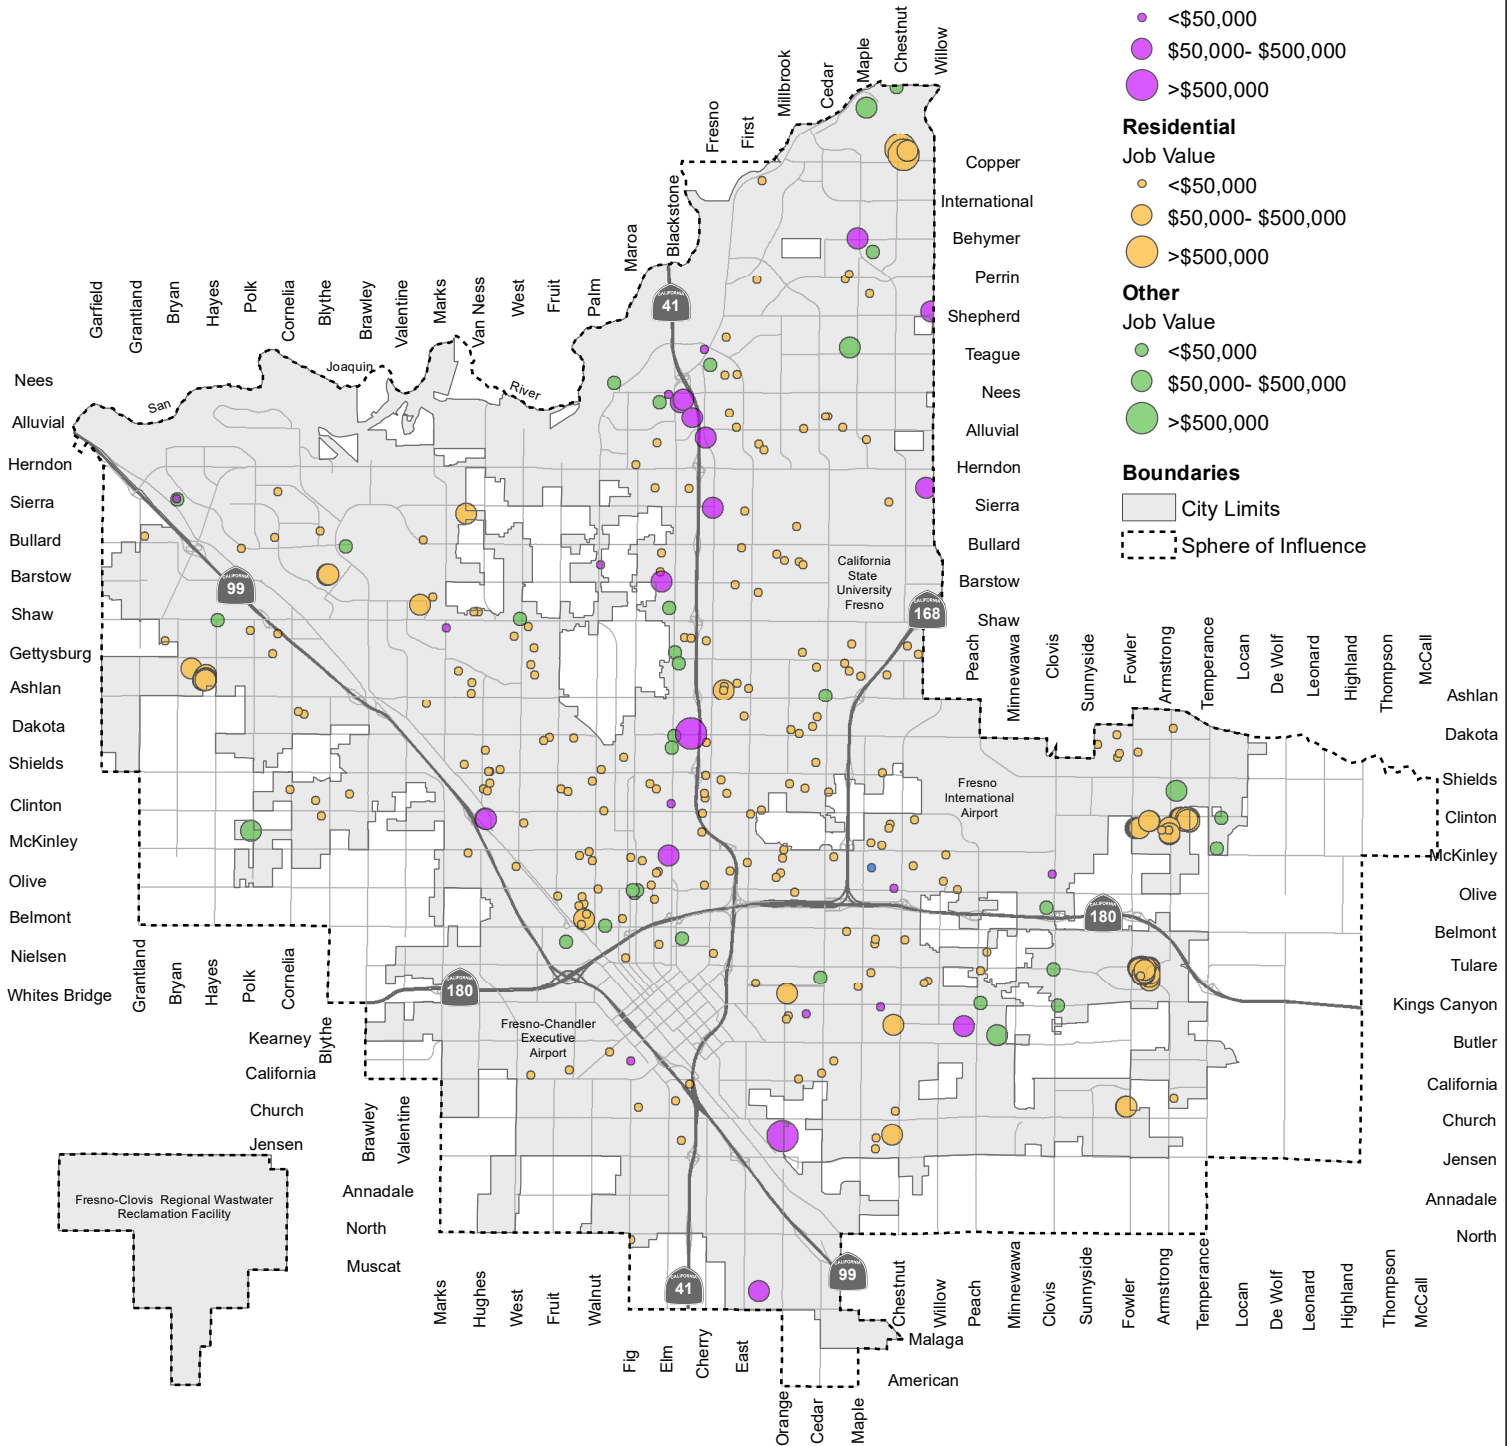 <$50,000
$50,000- $500,000
>$500,000
Residential
Job Value
<$50,000
$50,000- $500,000
>$500,000
Other
Job Value
<$50,000
$50,000- $500,000
>$500,000
Boundaries
City Limits
Sphere of Influence
Fresno
First
Millbrook
Cedar
Maple
Chestnut
Willow
Copper
International
Behymer
Perrin
Shepherd
Teague
Nees
Alluvial
Herndon
Sierra
Bullard
Barstow
Shaw
Garfield
Grantland
Bryan
Hayes
Polk
Cornelia
Blythe
Brawley
Valentine
Marks
Van Ness
West
Fruit
Palm
Maroa
Blackstone
CALIFORNIA
41
San
Joaquin
River
Nees
Alluvial
Herndon
Sierra
Bullard
Barstow
Shaw
Gettysburg
Ashlan
Dakota
Shields
Clinton
McKinley
Olive
Belmont
Nielsen
Whites Bridge
CALIFORNIA
99
California
State
University
Fresno
CALIFORNIA
168
Peach
Minnewawa
Clovis
Sunnyside
Fowler
Armstrong
Temperance
Locan
De Wolf
Leonard
Highland
Thompson
McCall
Ashlan
Dakota
Shields
Clinton
McKinley
Olive
Belmont
Tulare
Kings Canyon
Butler
California
Church
Jensen
Annadale
North
Fresno
International
Airport
CALIFORNIA
180
Grantland
Bryan
Hayes
Polk
Cornelia
Blythe
CALIFORNIA
180
Fresno-Chandler
Executive
Airport
Kearney
California
Church
Jensen
Brawley
Valentine
Annadale
North
Muscat
Fresno-Clovis Regional Wastwater
Reclamation Facility
Marks
Hughes
West
Fruit
Walnut
Fig
Elm
Cherry
East
Orange
Cedar
Maple
CALIFORNIA
41
CALIFORNIA
99
Chestnut
Willow
Peach
Minnewawa
Clovis
Sunnyside
Fowler
Armstrong
Temperance
Locan
De Wolf
Leonard
Highland
Thompson
McCall
Malaga
American